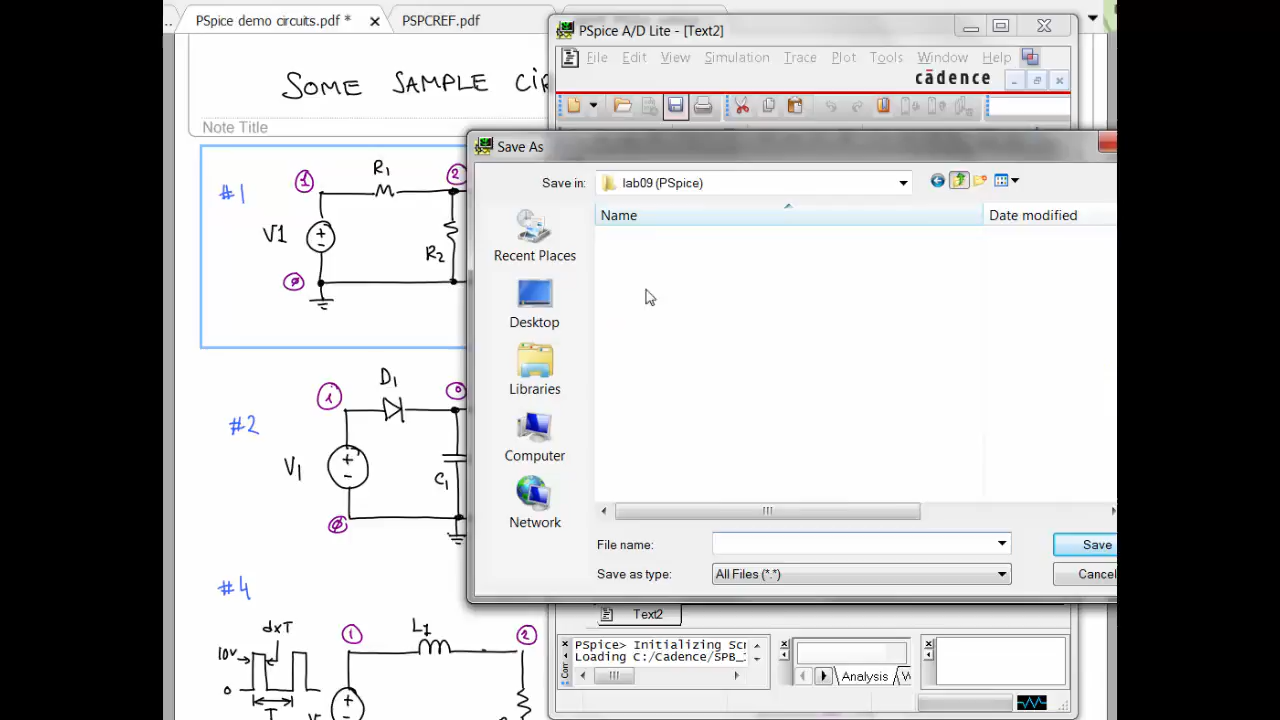 PSpice demo circuits.pdf *
PSPCREF.pdf
SOME SAMPLE
Note Title
#1
1
R1
2
V1
R2
0
#2
i
D1
0
V1
C1
0
#4
dxT
10V
0
T
1
L1
2
PSpice A/D Lite - [Text2]
File Edit View Simulation Trace Plot Tools Window Help
cādence
Save As
Save in: lab09 (PSpice)
Name Date modified
Recent Places
Desktop
Libraries
Computer
Network
File name:
Save
Save as type: All Files (*.*)
Cancel
Text2
PSpice> Initializing Scr
Loading C:/Cadence/SPB_
Analysis